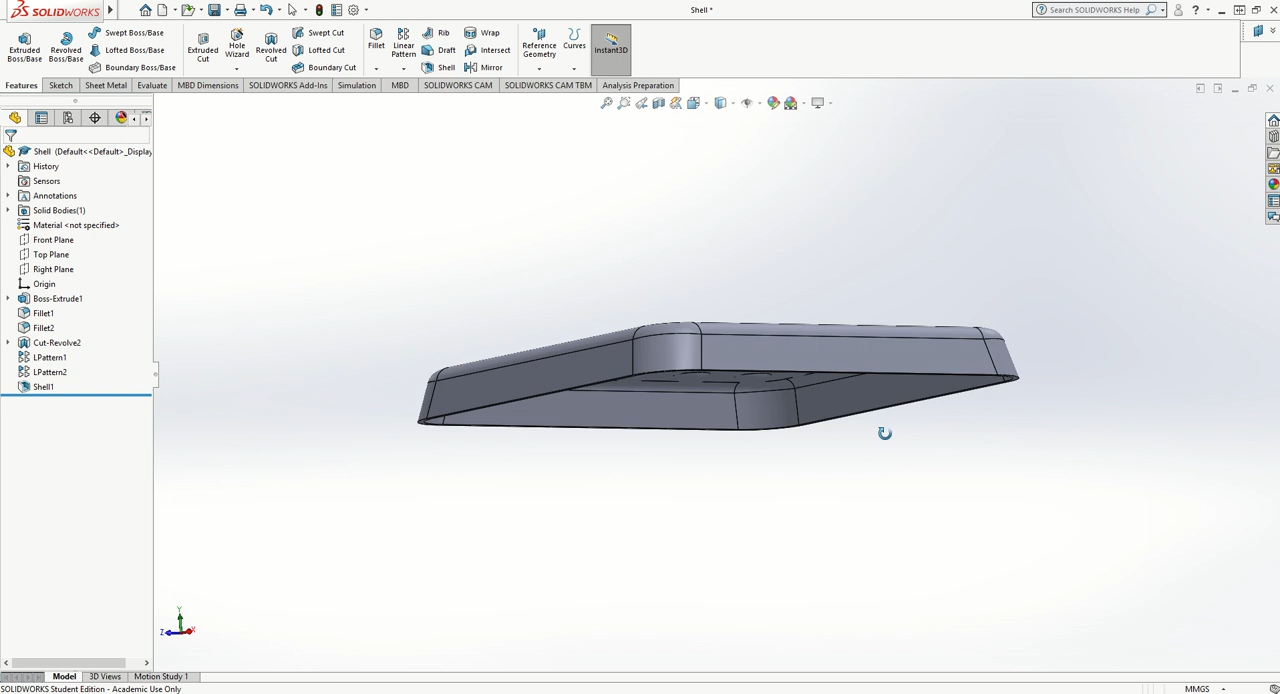 SOLIDWORKS
Shell *
Search SOLIDWORKS Help
Extruded Boss/Base
Revolved Boss/Base
Swept Boss/Base
Lofted Boss/Base
Boundary Boss/Base
Extruded Cut
Hole Wizard
Revolved Cut
Swept Cut
Lofted Cut
Boundary Cut
Fillet
Linear Pattern
Rib
Draft
Shell
Wrap
Intersect
Mirror
Reference Geometry
Curves
Instant3D
Features
Sketch
Sheet Metal
Evaluate
MBD Dimensions
SOLIDWORKS Add-Ins
Simulation
MBD
SOLIDWORKS CAM
SOLIDWORKS CAM TBM
Analysis Preparation
Shell (Default<<Default>_Display
History
Sensors
Annotations
Solid Bodies(1)
Material <not specified>
Front Plane
Top Plane
Right Plane
Origin
Boss-Extrude1
Fillet1
Fillet2
Cut-Revolve2
LPattern1
LPattern2
Shell1
Y
Z
X
Model
3D Views
Motion Study 1
SOLIDWORKS Student Edition - Academic Use Only
MMGS